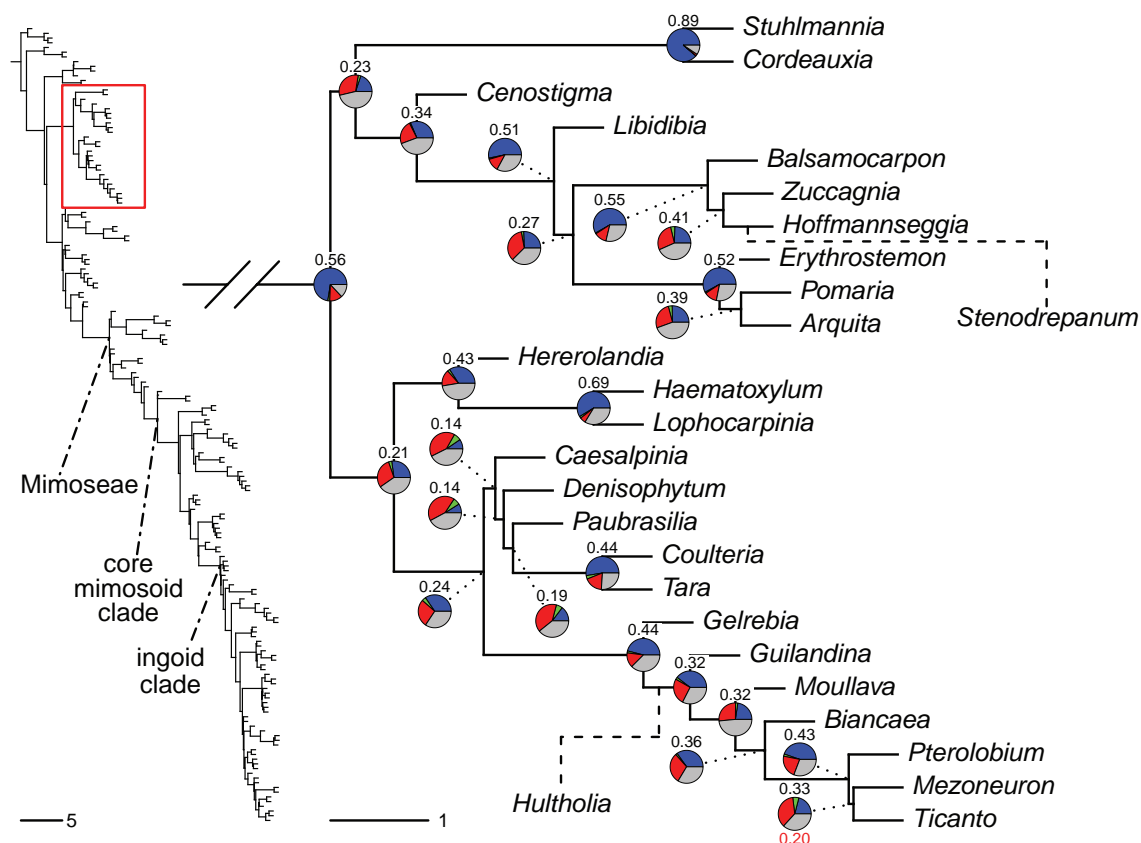 0.89
Stuhlmannia
Cordeauxia
0.23
0.34
Cenostigma
0.51
Libidibia
Balsamocarpon
0.55
Zuccagnia
0.27
0.41
Hoffmannseggia
0.56
0.52
Erythrostemon
Pomaria
0.39
Stenodrepanum
Arquita
0.43
Hererolandia
0.69
Haematoxylum
Lophocarpinia
0.14
0.21
Caesalpinia
Mimoseae
0.14
Denisophytum
Paubrasilia
0.44
Coulteria
core
mimosoid
clade
0.24
0.19
Tara
0.44
Gelrebia
ingoid
clade
0.32
Guilandina
0.32
Moullava
Biancaea
0.36
0.43
Pterolobium
Mezoneuron
Hultholia
0.33
5
1
Ticanto
0.20